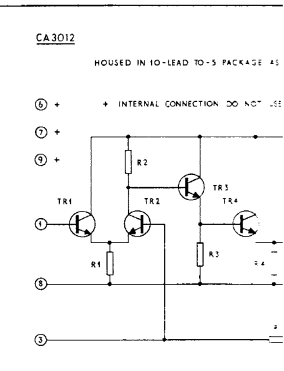 CA3012
HOUSED IN 10-LEAD TO-5 PACKAGE AS
6 + + INTERNAL CONNECTION DO NOT
7 +
9 +
R2
TR1 TR2 TR3 TR4
1
R1 R3
8
3